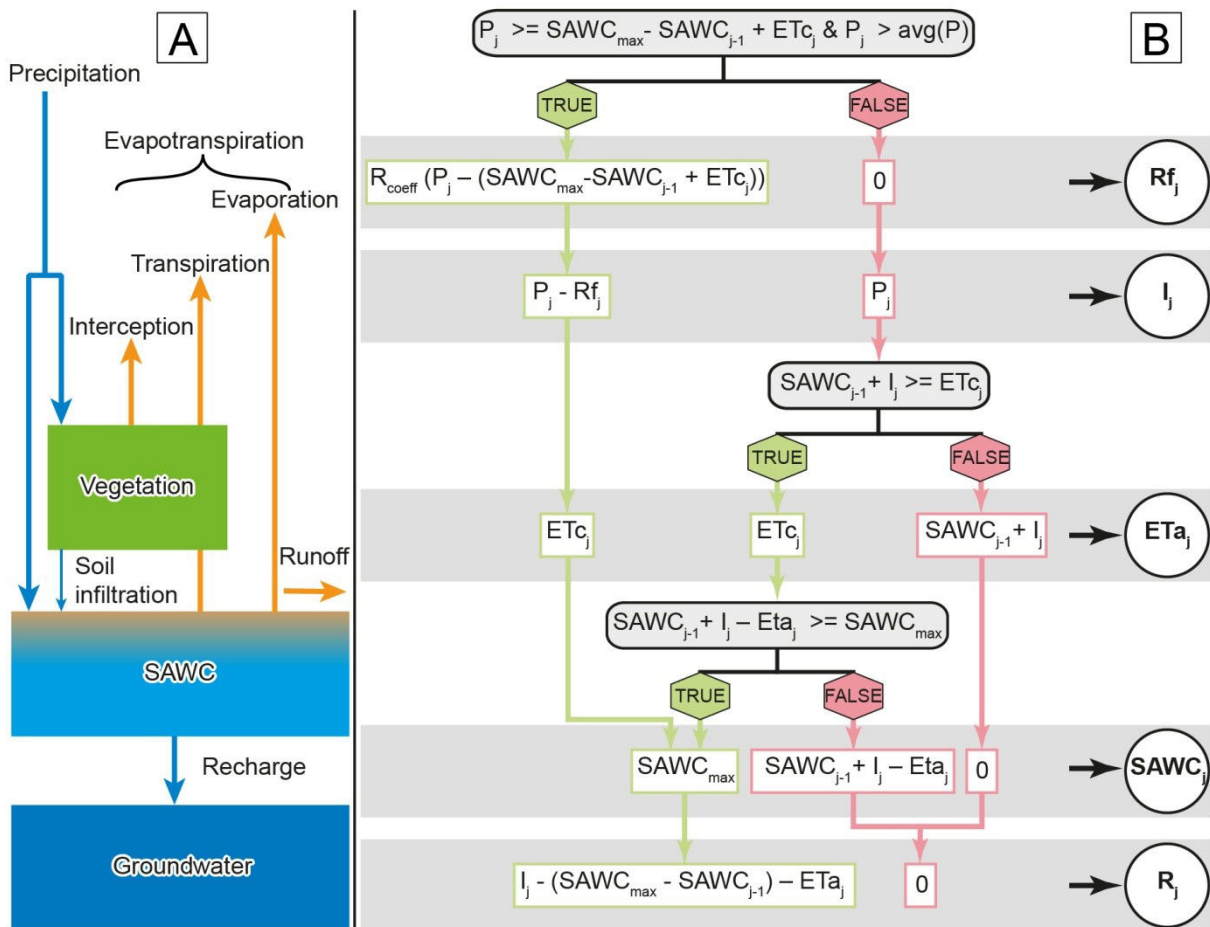 A
Precipitation
Evapotranspiration
Evaporation
Transpiration
Interception
Vegetation
Soil
infiltration
Runoff
SAWC
Recharge
Groundwater
B
P_j >= SAWC_max - SAWC_j-1 + ETc_j & P_j > avg(P)
TRUE
FALSE
R_coeff (P_j – (SAWC_max-SAWC_j-1 + ETc_j))
0
Rf_j
P_j - Rf_j
P_j
I_j
SAWC_j-1 + I_j >= ETc_j
TRUE
FALSE
ETc_j
ETc_j
SAWC_j-1 + I_j
ETa_j
SAWC_j-1 + I_j – Eta_j >= SAWC_max
TRUE
FALSE
SAWC_max
SAWC_j-1 + I_j – Eta_j
0
SAWC_j
I_j - (SAWC_max - SAWC_j-1) – ETa_j
0
R_j